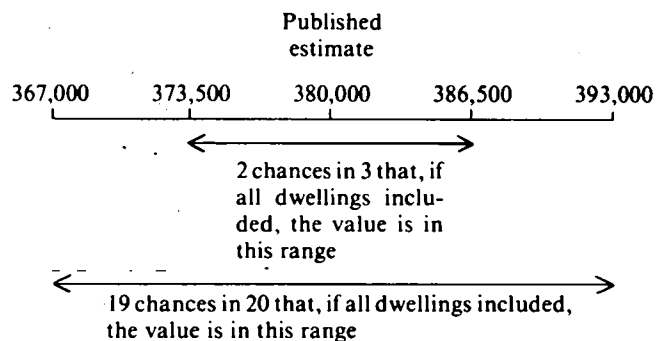 Published
estimate
367,000 373,500 380,000 386,500 393,000
2 chances in 3 that, if
all dwellings inclu-
ded, the value is in
this range
19 chances in 20 that, if all dwellings included,
the value is in this range